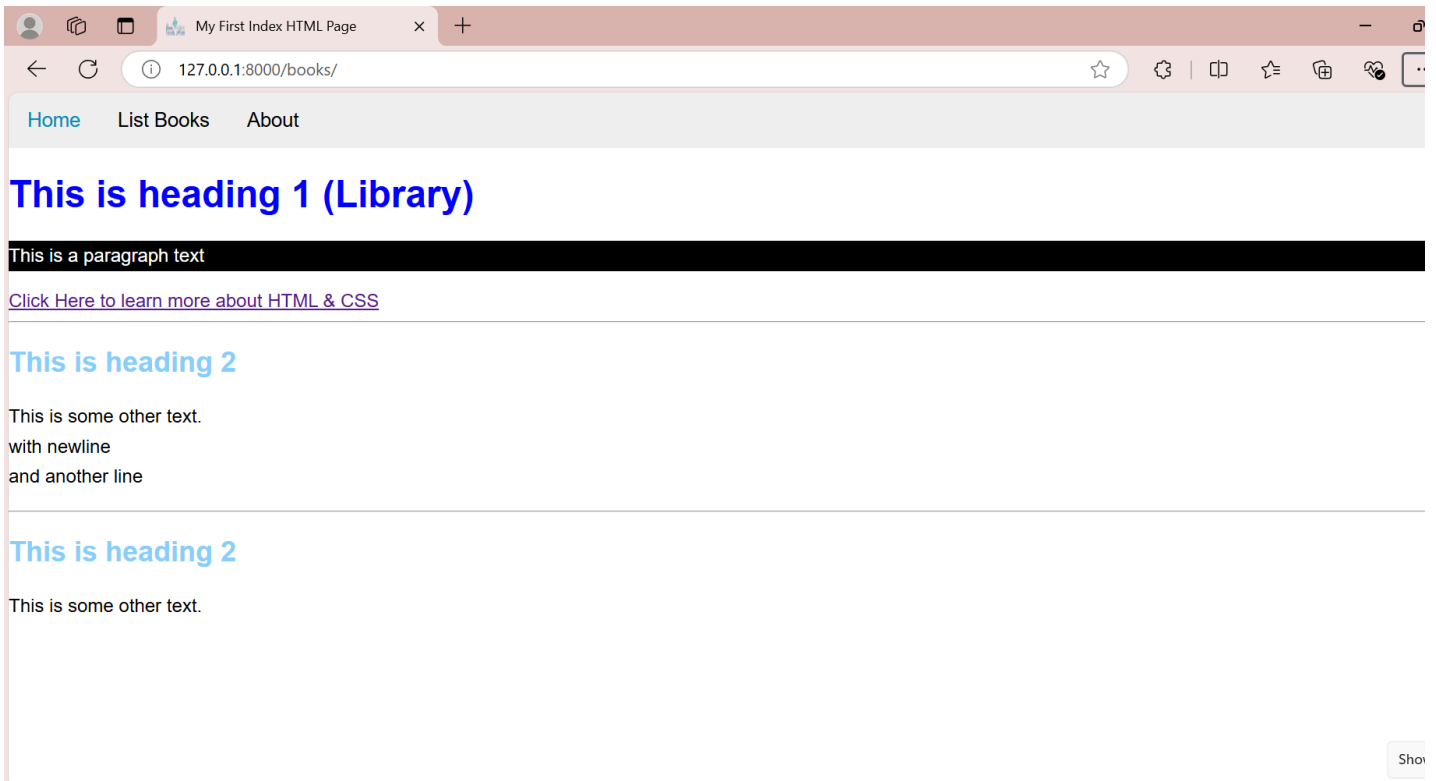 My First Index HTML Page
127.0.0.1:8000/books/
Home List Books About
This is heading 1 (Library)
This is a paragraph text
Click Here to learn more about HTML & CSS
This is heading 2
This is some other text.
with newline
and another line
This is heading 2
This is some other text.